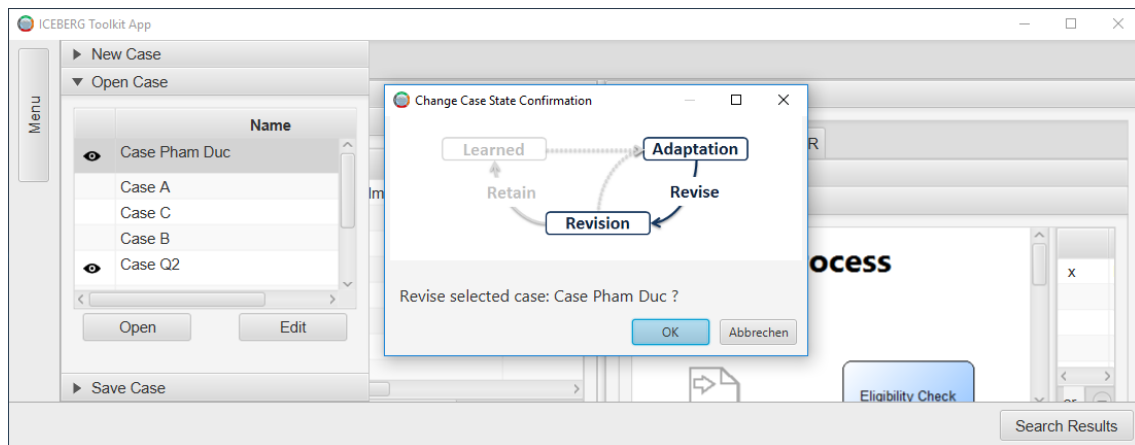 ICEBERG Toolkit App
Menu
New Case
Open Case
Name
Case Pham Duc
Case A
Case C
Case B
Case Q2
Open
Edit
Save Case
Change Case State Confirmation
Learned
Adaptation
Retain
Revise
Revision
Revise selected case: Case Pham Duc ?
OK
Abbrechen
lm
R
ocess
x
Eligibility Check
Search Results